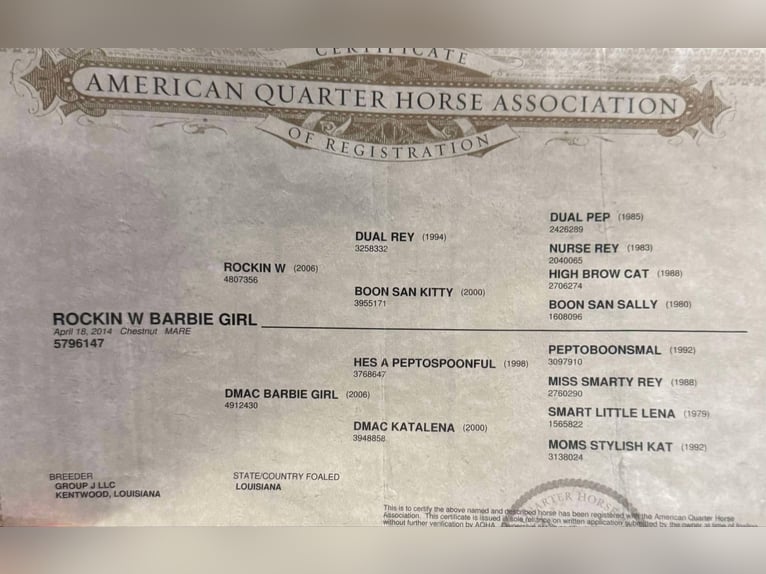 CERTIFICATE
AMERICAN QUARTER HORSE ASSOCIATION
OF REGISTRATION
DUAL PEP (1985)
2426289
DUAL REY (1994)
3258332
NURSE REY (1983)
2040065
ROCKIN W (2006)
4807356
HIGH BROW CAT (1988)
2706274
BOON SAN KITTY (2000)
3955171
BOON SAN SALLY (1980)
1608096
ROCKIN W BARBIE GIRL
April 18, 2014 Chestnut MARE
5796147
PEPTOBOONSMAL (1992)
3097910
HES A PEPTOSPOONFUL (1998)
3768647
MISS SMARTY REY (1988)
2760290
DMAC BARBIE GIRL (2006)
4912430
SMART LITTLE LENA (1979)
1565822
DMAC KATALENA (2000)
3948858
MOMS STYLISH KAT (1992)
3138024
BREEDER
GROUP J LLC
KENTWOOD, LOUISIANA
STATE/COUNTRY FOALED
LOUISIANA
QUARTER HORSE
This is to certify the above named and described horse has been registered with the American Quarter Horse
Association. This certificate is issued in reliance on written application submitted by the owner at time of
without further verification by AQHA.